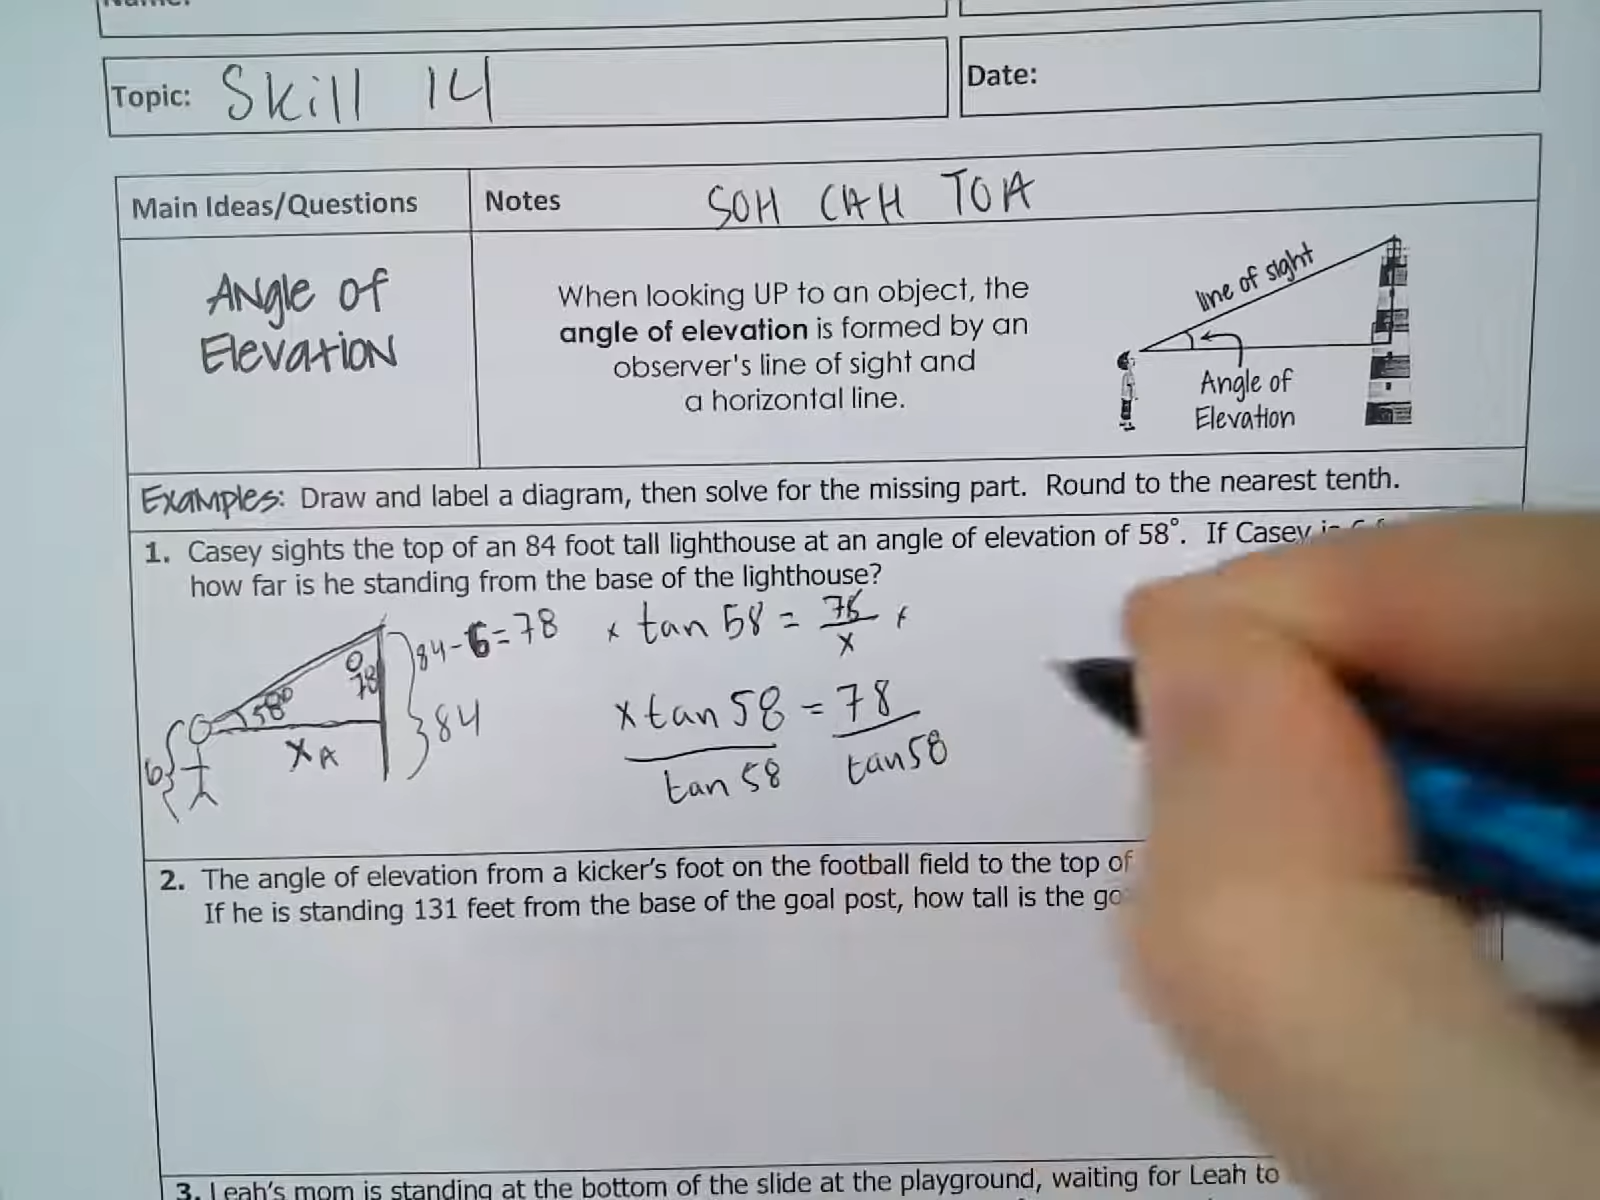 Topic: Skill 14
Date:
Main Ideas/Questions
Notes SOH CAH TOA
Angle of
Elevation
When looking UP to an object, the
angle of elevation is formed by an
observer's line of sight and
a horizontal line.
line of sight
Angle of
Elevation
Examples: Draw and label a diagram, then solve for the missing part. Round to the nearest tenth.
1. Casey sights the top of an 84 foot tall lighthouse at an angle of elevation of 58°. If Casey
how far is he standing from the base of the lighthouse?
84-6=78
O
78
58°
84
6
x A
x tan 58 = 78/x x
x tan 58 = 78
tan 58 tan 58
2. The angle of elevation from a kicker's foot on the football field to the top of
If he is standing 131 feet from the base of the goal post, how tall is the
3. Leah's mom is standing at the bottom of the slide at the playground, waiting for Leah to